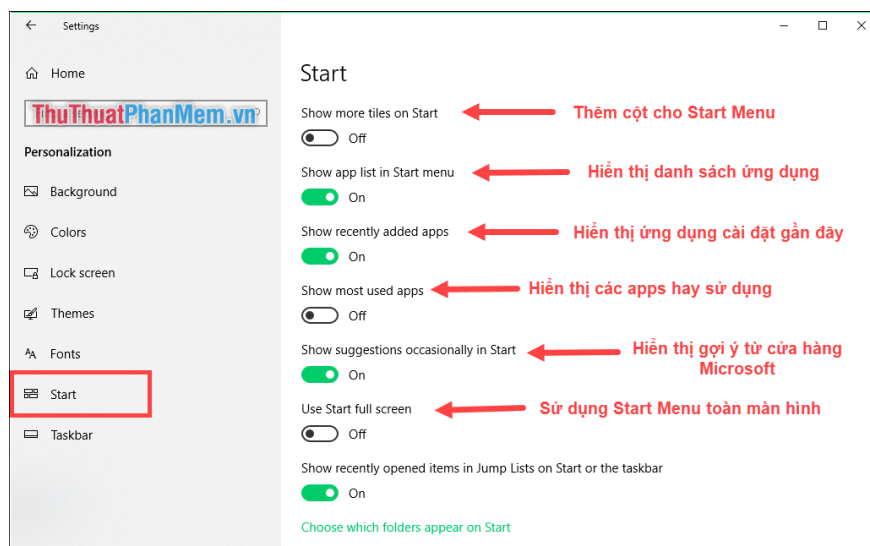 Settings
Home
ThuThuatPhanMem.vn
Personalization
Background
Colors
Lock screen
Themes
Fonts
Start
Taskbar
Start
Show more tiles on Start
Thêm cột cho Start Menu
Off
Show app list in Start menu
Hiển thị danh sách ứng dụng
On
Show recently added apps
Hiển thị ứng dụng cài đặt gần đây
On
Show most used apps
Hiển thị các apps hay sử dụng
Off
Show suggestions occasionally in Start
Hiển thị gợi ý từ cửa hàng
Microsoft
On
Use Start full screen
Sử dụng Start Menu toàn màn hình
Off
Show recently opened items in Jump Lists on Start or the taskbar
On
Choose which folders appear on Start